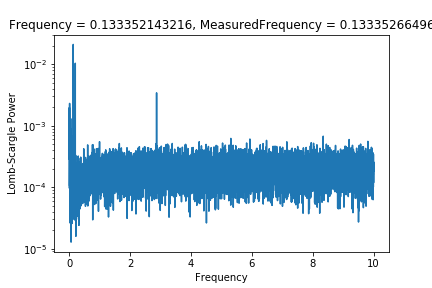 Frequency = 0.133352143216, MeasuredFrequency = 0.13335266496
10⁻²
10⁻³
10⁻⁴
10⁻⁵
Lomb-Scargle Power
0 2 4 6 8 10
Frequency